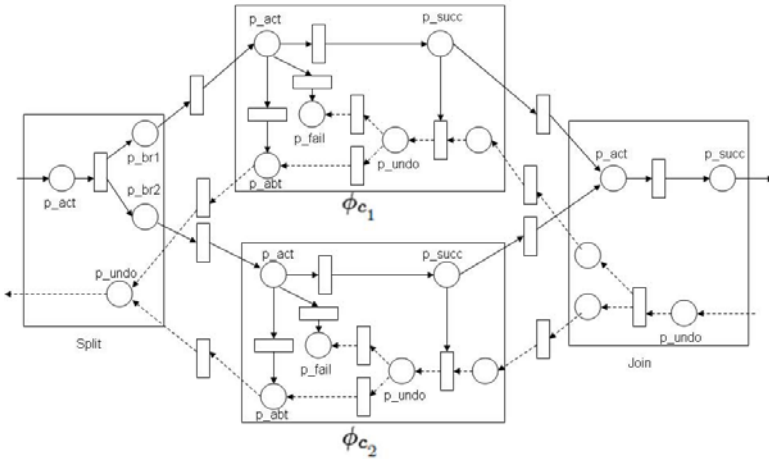 p_act
p_succ
p_fail
p_undo
p_abt
ϕc1
p_br1
p_act
p_br2
p_undo
Split
p_act
p_succ
p_fail
p_undo
p_abt
ϕc2
p_act
p_succ
p_undo
Join